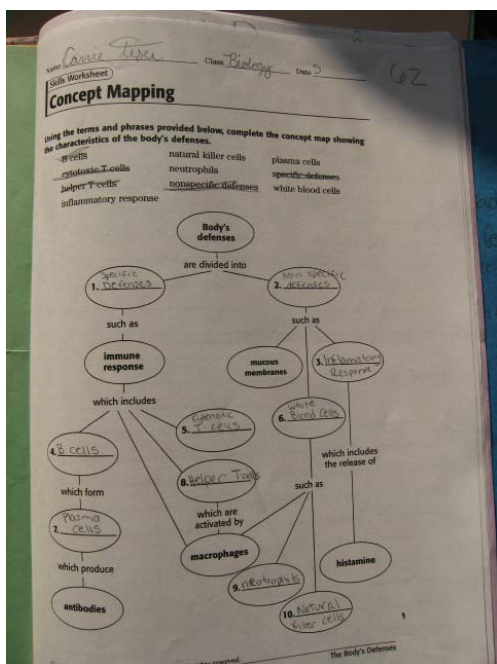 Name Class Biology Date 5
62
Skills Worksheet
Concept Mapping
Using the terms and phrases provided below, complete the concept map showing
the characteristics of the body's defenses.
B cells natural killer cells plasma cells
cytotoxic T cells neutrophils specific defenses
helper T cells nonspecific defenses white blood cells
inflammatory response
Body's
defenses
are divided into
Specific
1. Defenses
Non specific
2. defenses
such as
such as
immune
response
mucous
membranes
3. Inflamatory
Response
which includes
Cytotoxic
5. T-cells
White
6. Blood Cells
4. B cells
which includes
the release of
8. Helper T cells
such as
which form
which are
activated by
Plasma
7. cells
macrophages
histamine
which produce
9. neutrophils
antibodies
10. Natural
killer cells
1
reserved.
The Body's Defenses